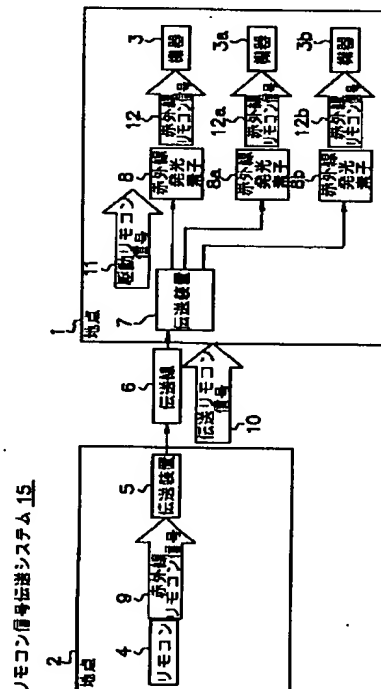 リモコン信号伝送システム 15
2
地点
4
リモコン
9
赤外線
リモコン信号
5
伝送装置
6
伝送線
伝送リモコン
信号
10
1
地点
7
伝送装置
11
駆動リモコン
信号
8
赤外線
発光
素子
12
赤外線
リモコン信号
3
機器
8a
赤外線
発光
素子
12a
赤外線
リモコン信号
3a
機器
8b
赤外線
発光
素子
12b
赤外線
リモコン信号
3b
機器